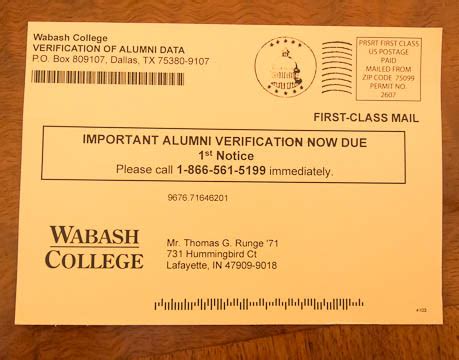 Wabash College
VERIFICATION OF ALUMNI DATA
P.O. Box 809107, Dallas, TX 75380-9107
PRSRT FIRST CLASS
US POSTAGE
PAID
MAILED FROM
ZIP CODE 75099
PERMIT NO.
2607
FIRST-CLASS MAIL
IMPORTANT ALUMNI VERIFICATION NOW DUE
1st Notice
Please call 1-866-561-5199 immediately.
9676.71646201
WABASH
COLLEGE
Mr. Thomas G. Runge '71
731 Hummingbird Ct
Lafayette, IN 47909-9018